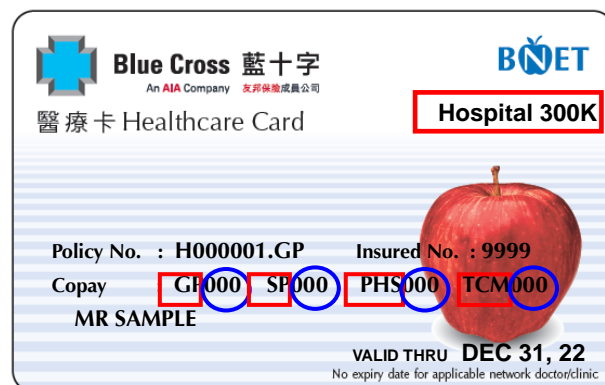 Blue Cross 藍十字
An AIA Company 友邦保險成員公司
BNET
醫療卡 Healthcare Card
Hospital 300K
Policy No. : H000001.GP Insured No. : 9999
Copay : GP000 SP000 PHS000 TCM000
MR SAMPLE
VALID THRU DEC 31, 22
No expiry date for applicable network doctor/clinic